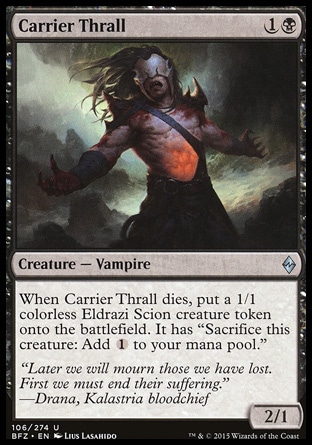 Carrier Thrall 1
Creature — Vampire
When Carrier Thrall dies, put a 1/1
colorless Eldrazi Scion creature token
onto the battlefield. It has “Sacrifice this
creature: Add 1 to your mana pool.”
“Later we will mourn those we have lost.
First we must end their suffering.”
—Drana, Kalastria bloodchief
2/1
106/274 U
BFZ • EN Lius Lasahido
™ & © 2015 Wizards of the Coast